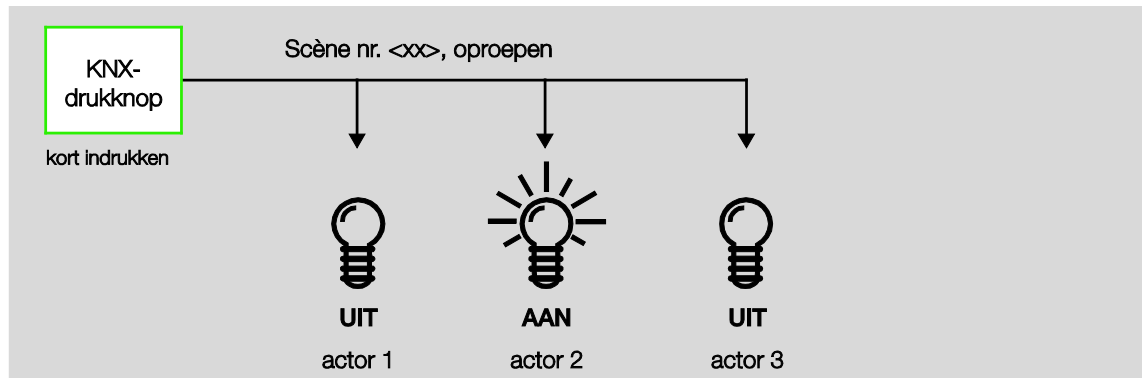 KNX-
drukknop
Scène nr. <xx>, oproepen
kort indrukken
UIT
AAN
UIT
actor 1
actor 2
actor 3